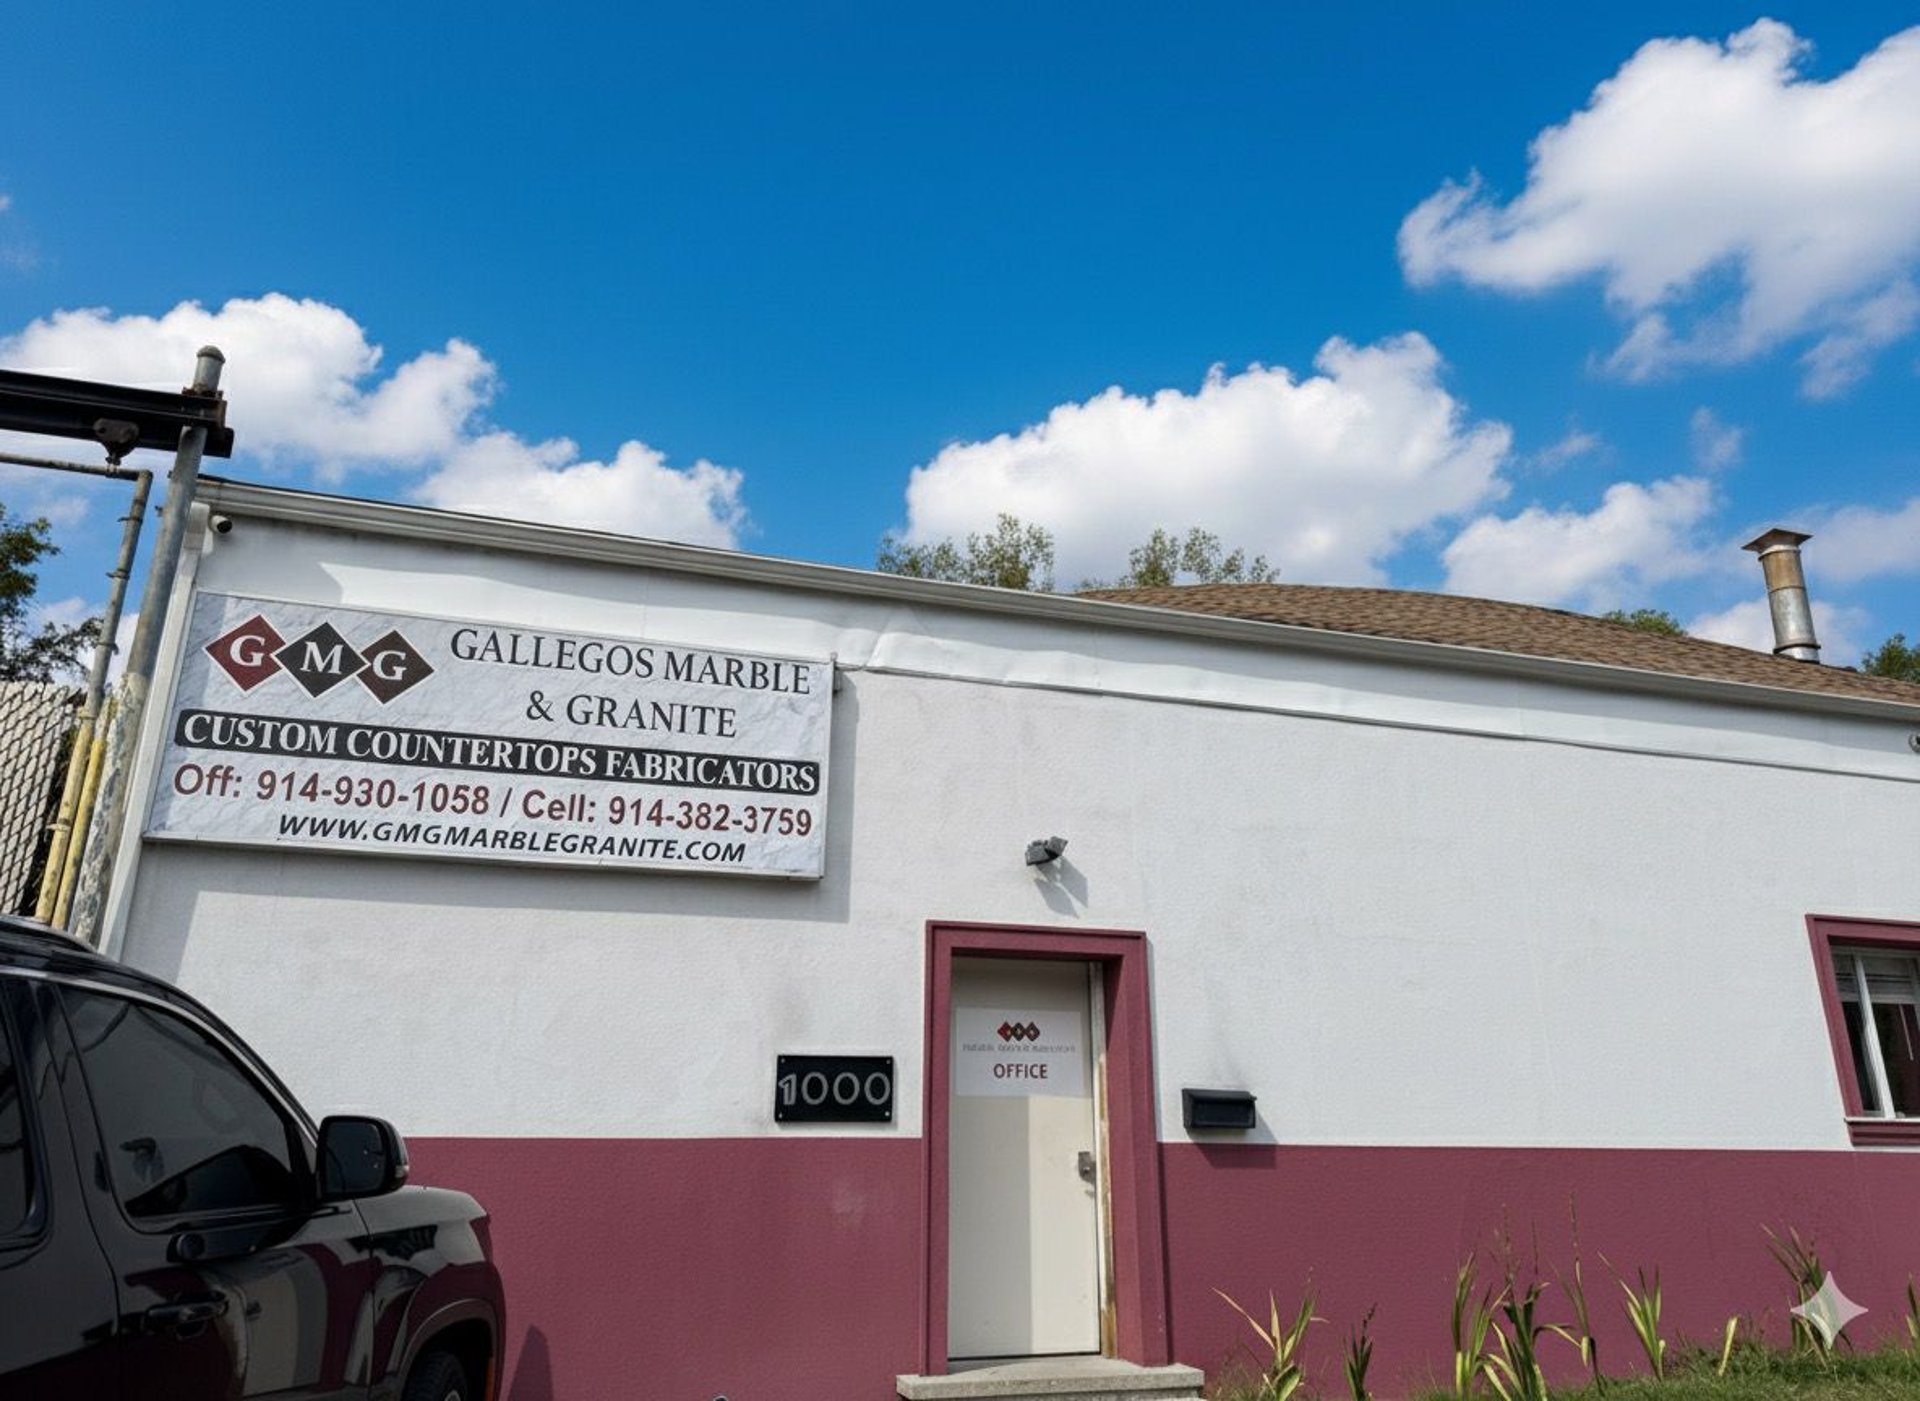 GMG
GALLEGOS MARBLE
& GRANITE
CUSTOM COUNTERTOPS FABRICATORS
Off: 914-930-1058 / Cell: 914-382-3759
WWW.GMGMARBLEGRANITE.COM
1000
OFFICE